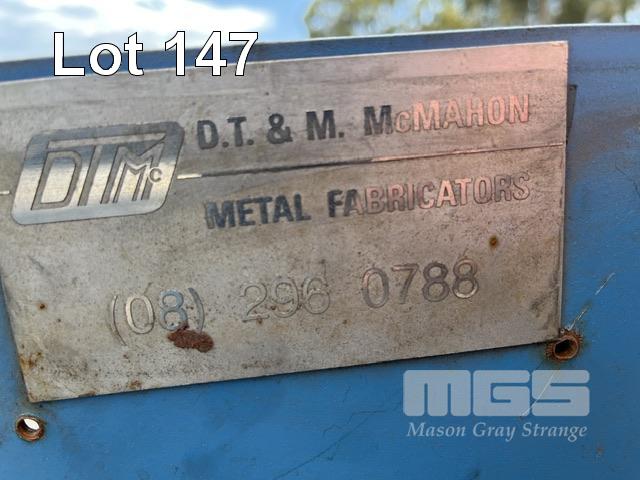 Lot 147
D.T. & M. McMAHON
DTMc
METAL FABRICATORS
(08) 296 0788
MGS
Mason Gray Strange